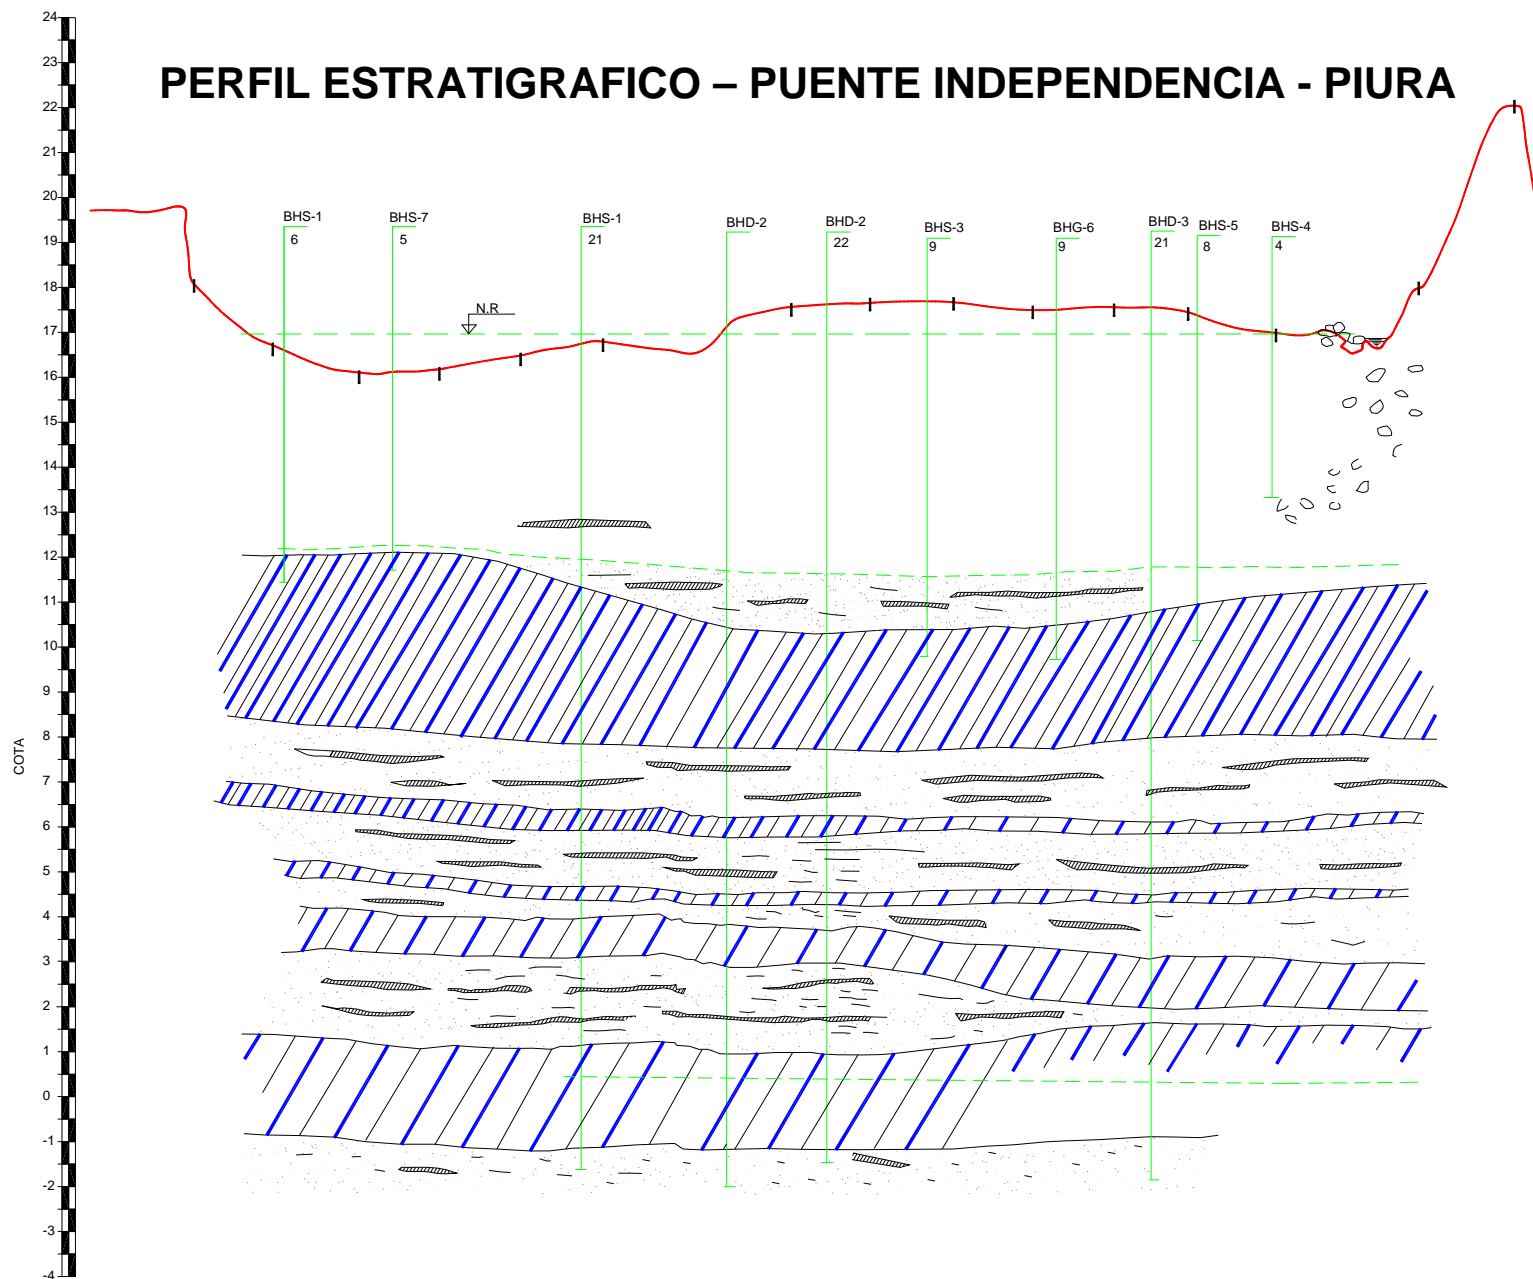 PERFIL ESTRATIGRAFICO – PUENTE INDEPENDENCIA - PIURA
BHS-1
6
BHS-7
5
BHS-1
21
BHD-2
BHD-2
22
BHS-3
9
BHG-6
9
BHD-3
21
BHS-5
8
BHS-4
4
N.R
COTA
24
23
22
21
20
19
18
17
16
15
14
13
12
11
10
9
8
7
6
5
4
3
2
1
0
-1
-2
-3
-4